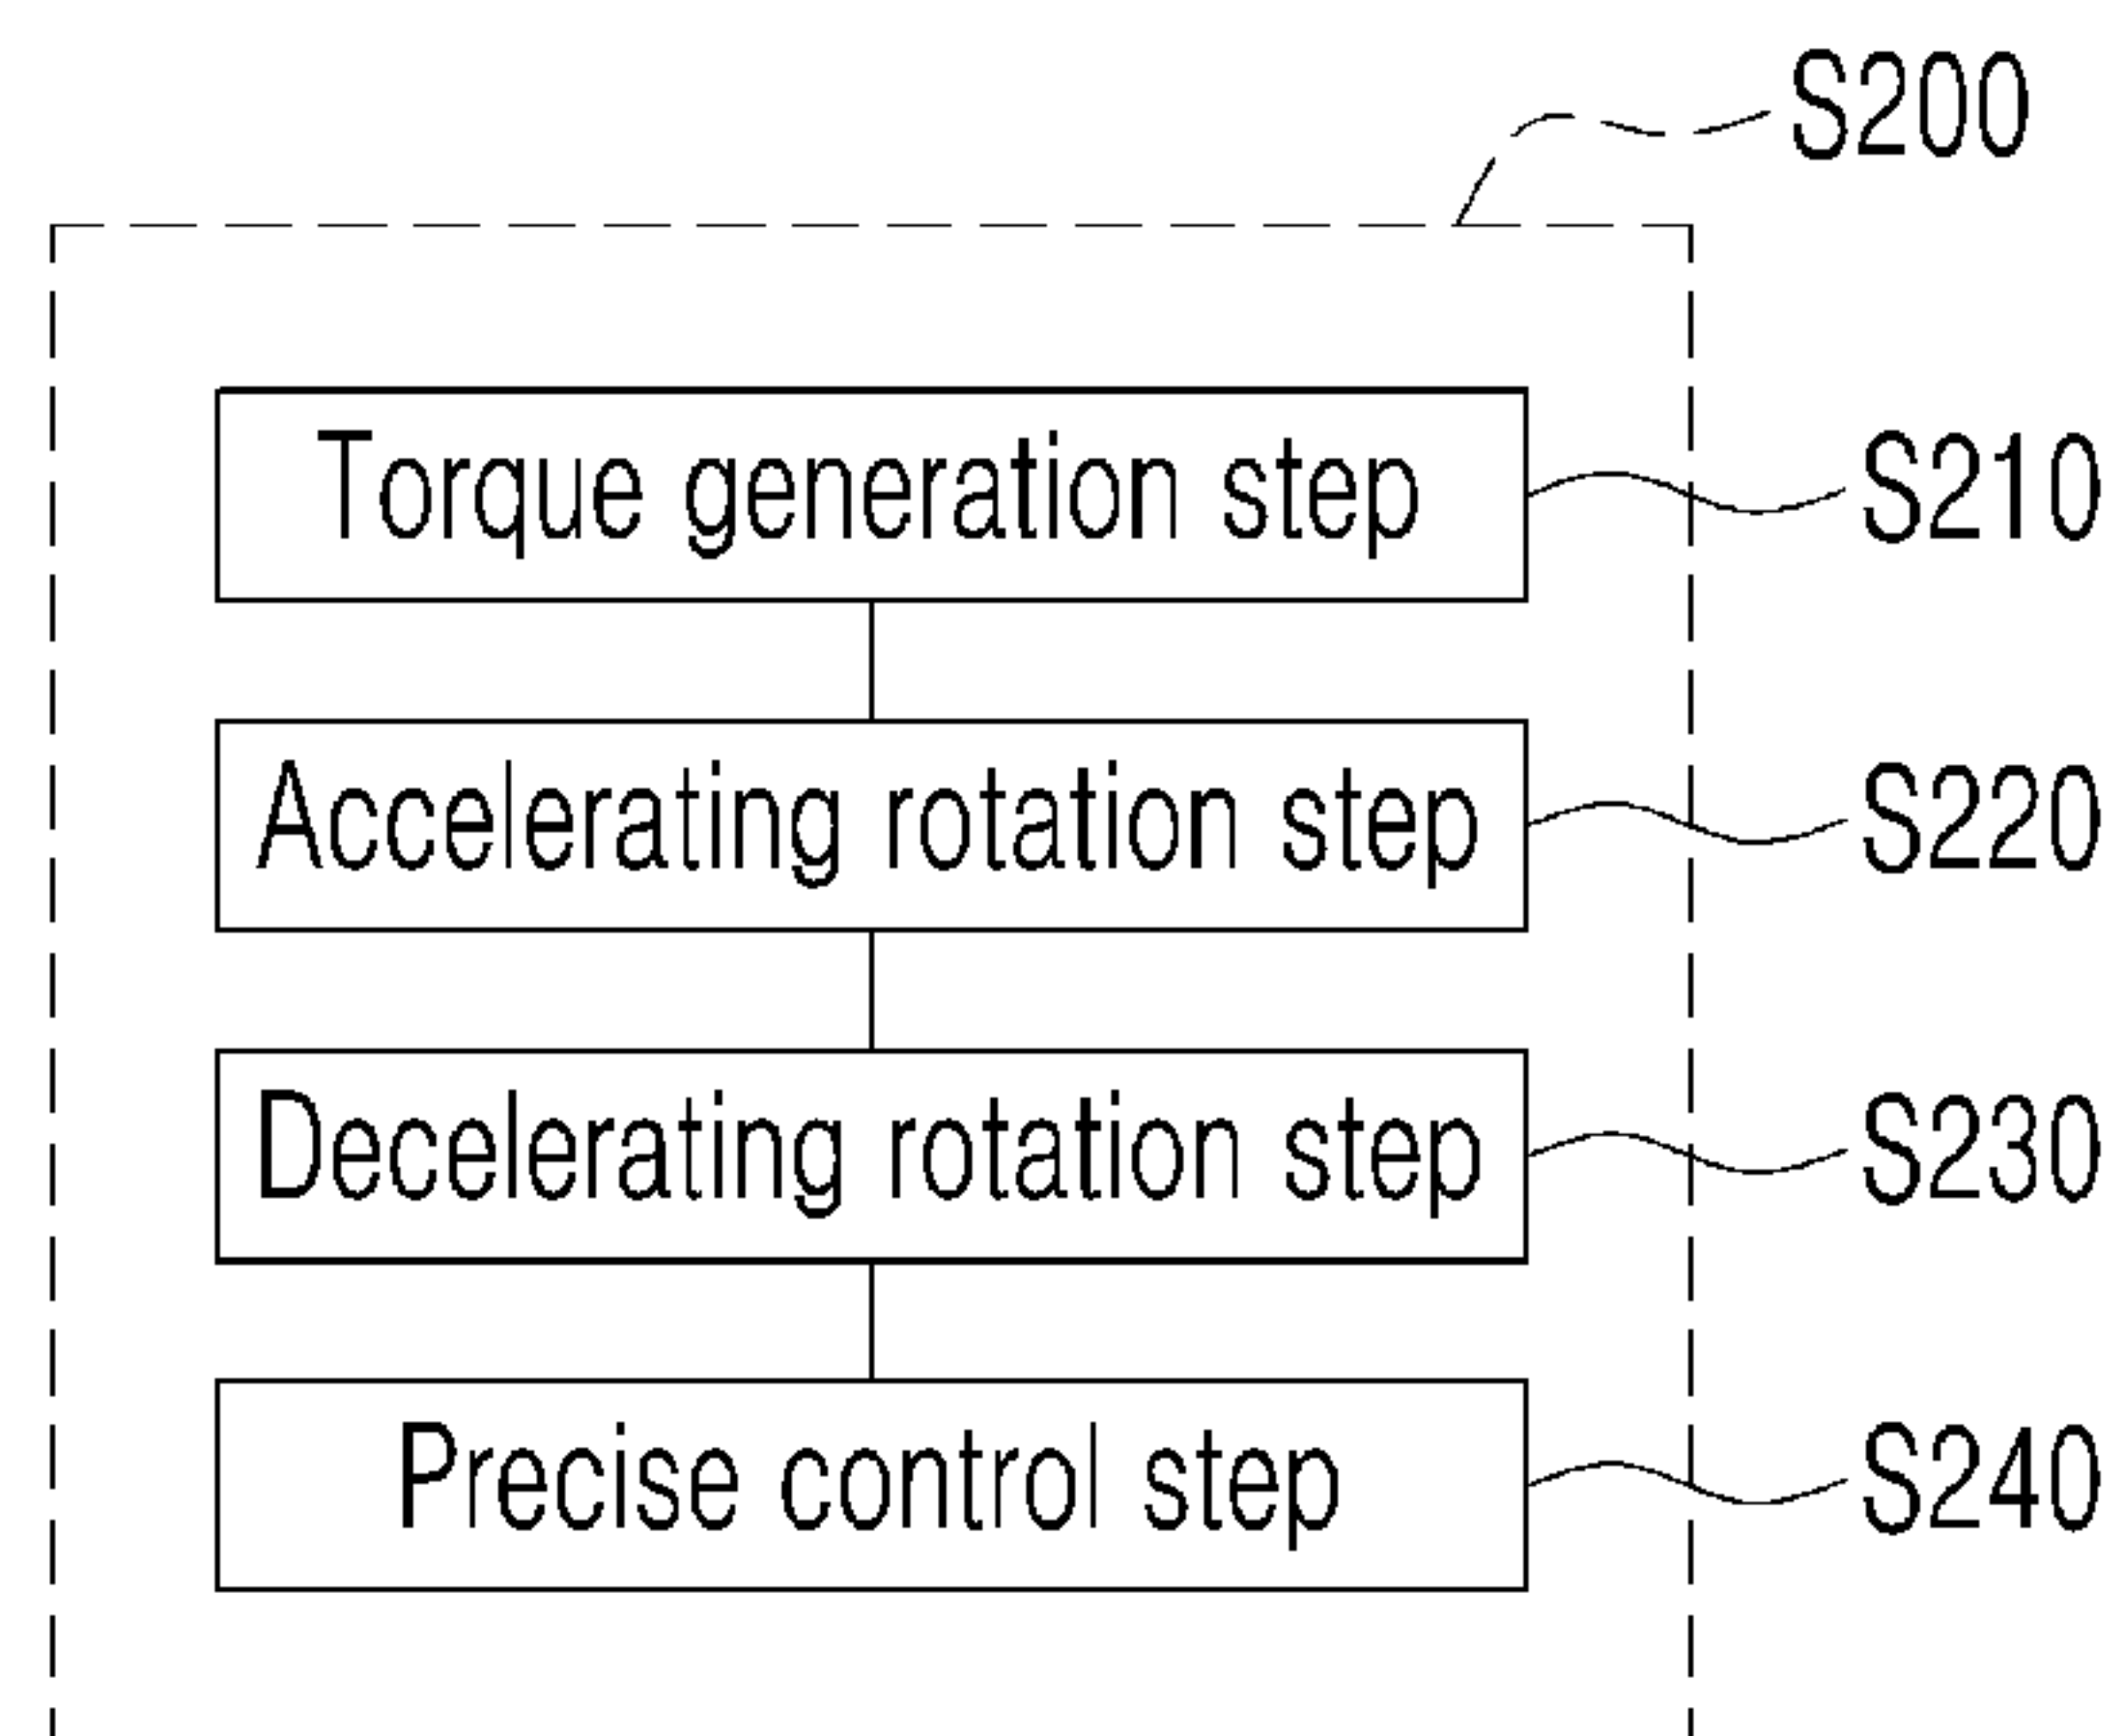 S200
Torque generation step S210
Accelerating rotation step S220
Decelerating rotation step S230
Precise control step S240